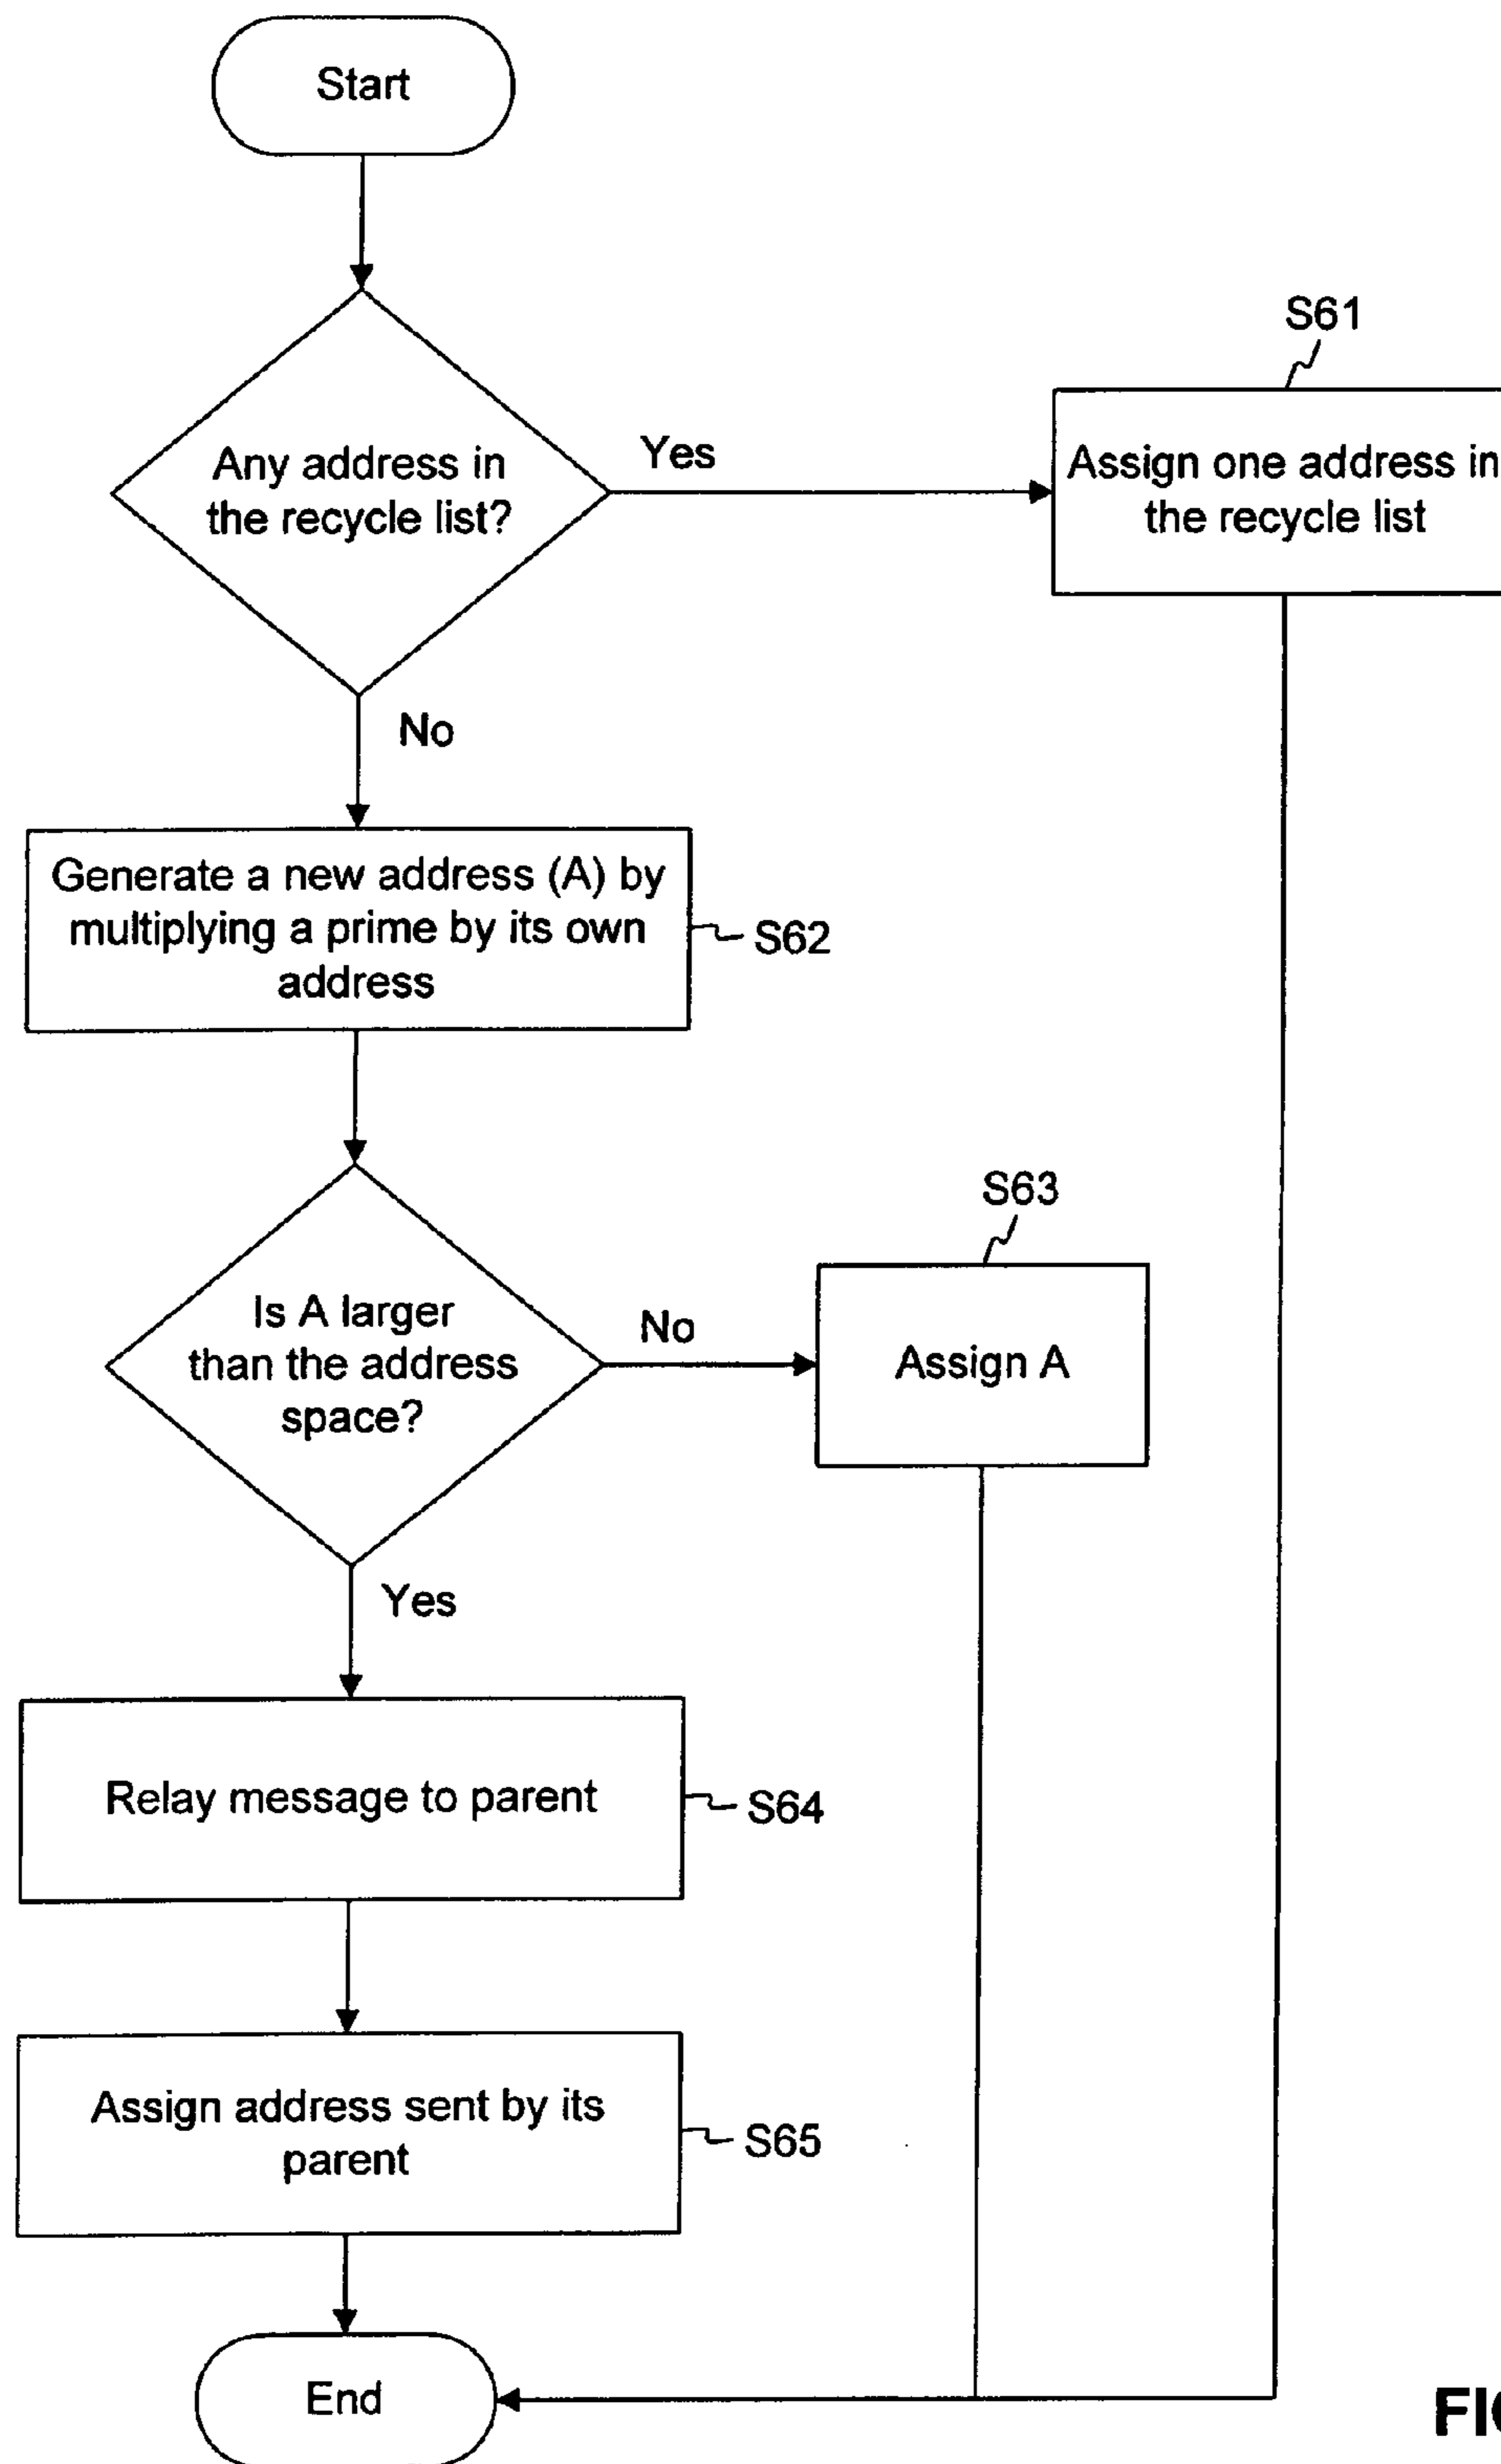 Start
S61
Any address in
the recycle list?
Yes
Assign one address in
the recycle list
No
Generate a new address (A) by
multiplying a prime by its own
address
S62
S63
Is A larger
than the address
space?
No
Assign A
Yes
Relay message to parent
S64
Assign address sent by its
parent
S65
End